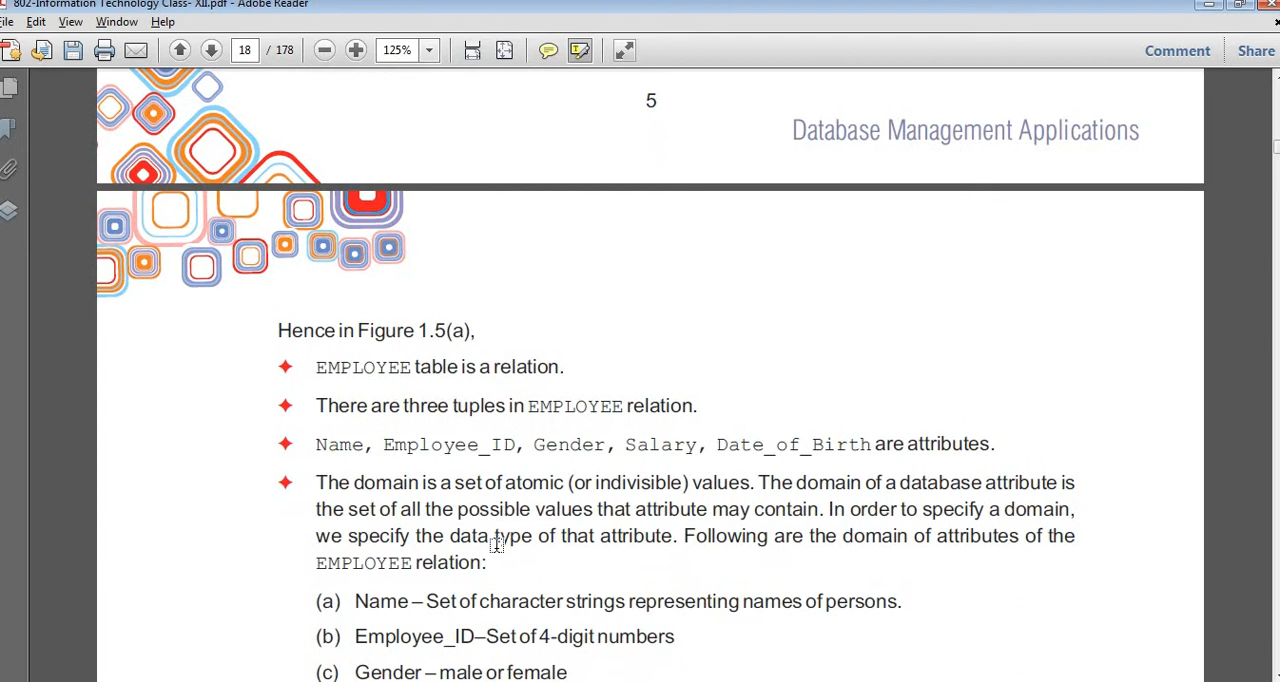 802-Information Technology Class- XII.pdf - Adobe Reader
File Edit View Window Help
18 / 178 125% Comment Share
5
Database Management Applications
Hence in Figure 1.5(a),
EMPLOYEE table is a relation.
There are three tuples in EMPLOYEE relation.
Name, Employee_ID, Gender, Salary, Date_of_Birth are attributes.
The domain is a set of atomic (or indivisible) values. The domain of a database attribute is
the set of all the possible values that attribute may contain. In order to specify a domain,
we specify the data type of that attribute. Following are the domain of attributes of the
EMPLOYEE relation:
(a) Name – Set of character strings representing names of persons.
(b) Employee_ID–Set of 4-digit numbers
(c) Gender – male or female